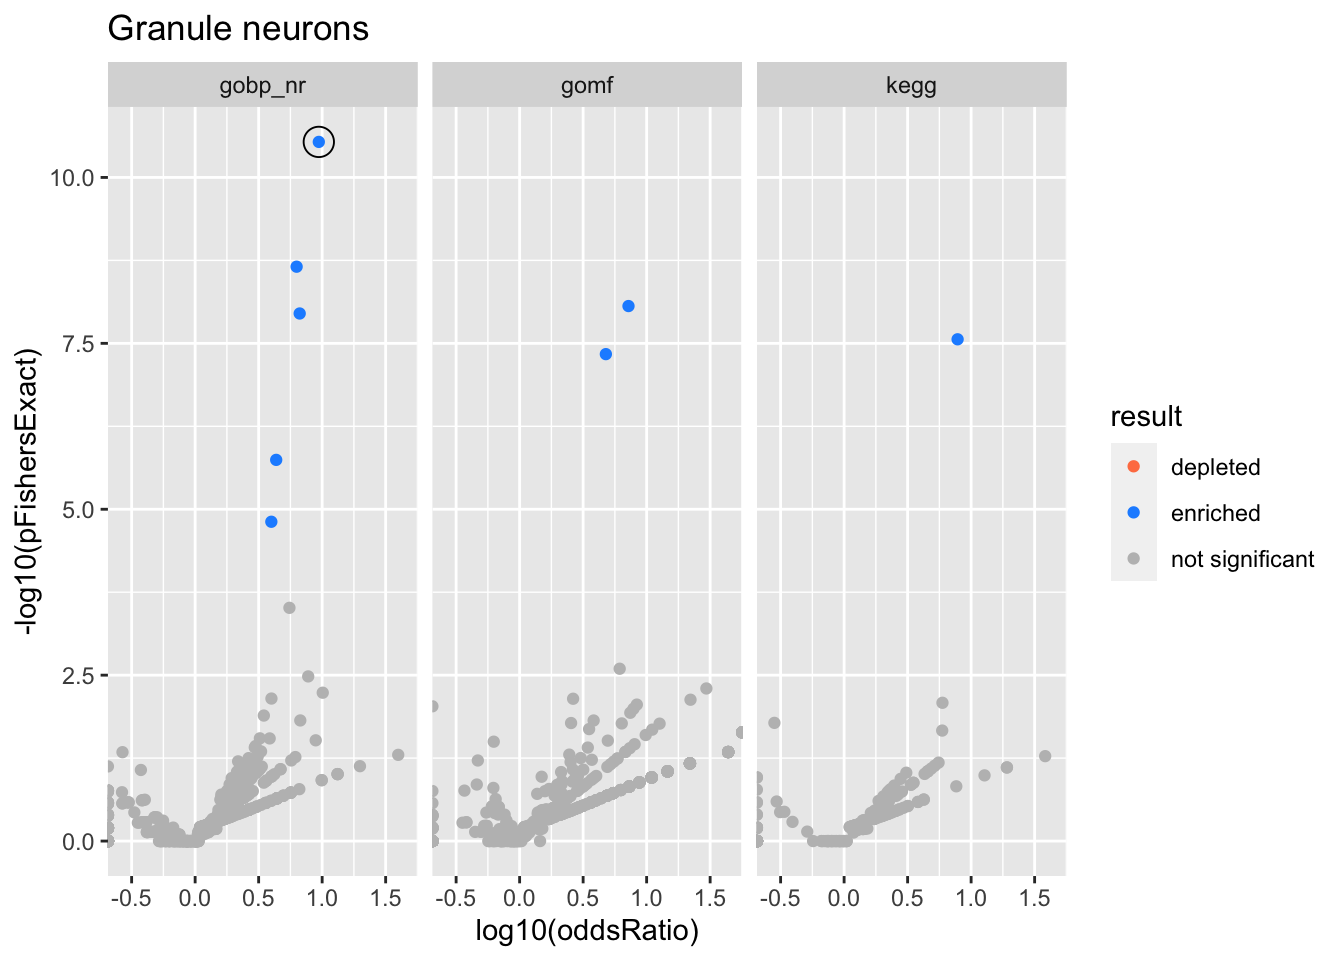 Granule neurons
gobp_nr
gomf
kegg
-log10(pFishersExact)
10.0
7.5
5.0
2.5
0.0
-0.5 0.0 0.5 1.0 1.5
-0.5 0.0 0.5 1.0 1.5
-0.5 0.0 0.5 1.0 1.5
log10(oddsRatio)
result
depleted
enriched
not significant